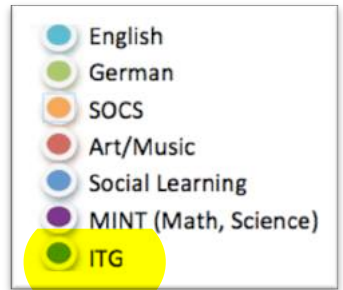 English
German
SOCS
Art/Music
Social Learning
MINT (Math, Science)
ITG